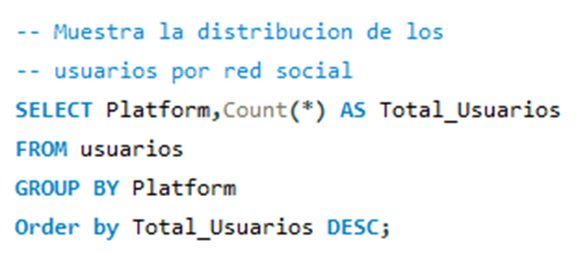 -- Muestra la distribucion de los
-- usuarios por red social
SELECT Platform,Count(*) AS Total_Usuarios
FROM usuarios
GROUP BY Platform
Order by Total_Usuarios DESC;